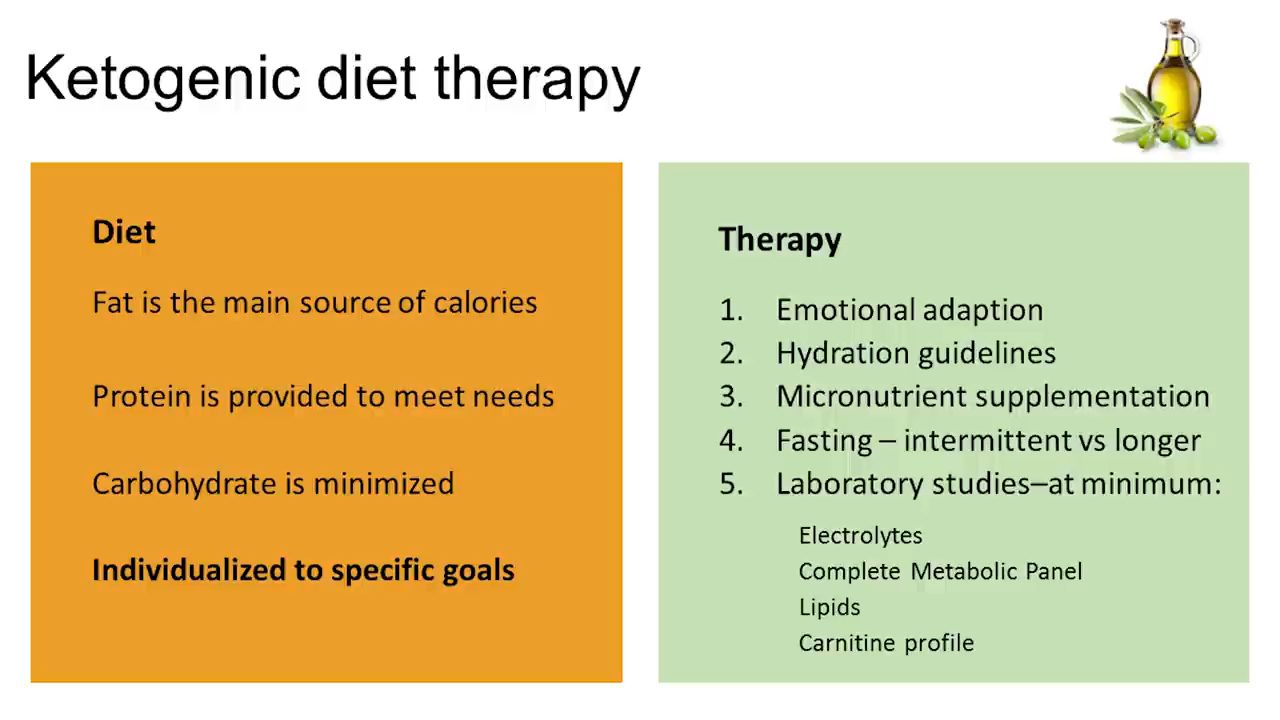 Ketogenic diet therapy
Diet
Fat is the main source of calories
Protein is provided to meet needs
Carbohydrate is minimized
Individualized to specific goals
Therapy
1. Emotional adaption
2. Hydration guidelines
3. Micronutrient supplementation
4. Fasting – intermittent vs longer
5. Laboratory studies–at minimum:
Electrolytes
Complete Metabolic Panel
Lipids
Carnitine profile